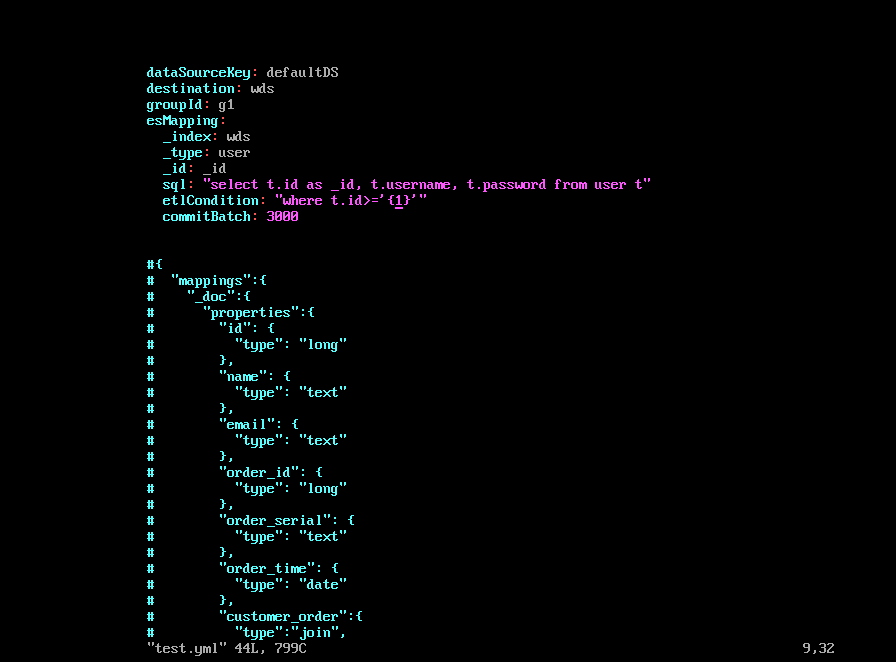 dataSourceKey: defaultDS
destination: wds
groupId: g1
esMapping:
  _index: wds
  _type: user
  _id: _id
  sql: "select t.id as _id, t.username, t.password from user t"
  etlCondition: "where t.id>='{1}'"
  commitBatch: 3000
#{
#  "mappings":{
#    "_doc":{
#      "properties":{
#        "id": {
#          "type": "long"
#        },
#        "name": {
#          "type": "text"
#        },
#        "email": {
#          "type": "text"
#        },
#        "order_id": {
#          "type": "long"
#        },
#        "order_serial": {
#          "type": "text"
#        },
#        "order_time": {
#          "type": "date"
#        },
#        "customer_order":{
#          "type":"join",
"test.yml" 44L, 799C 9,32